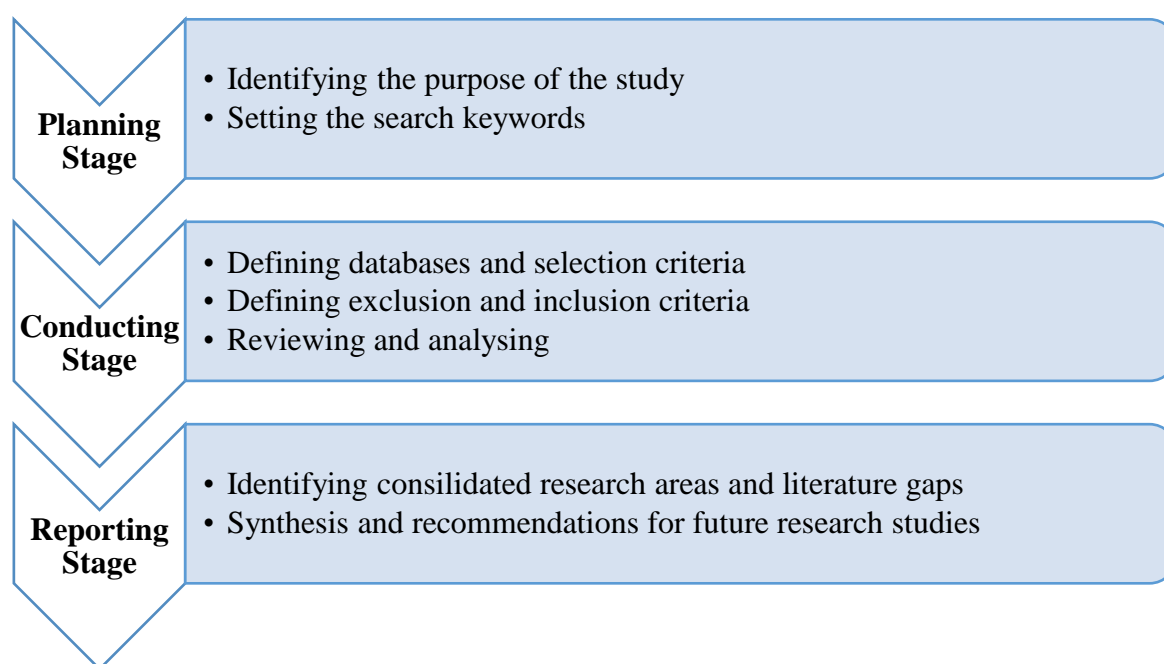 Planning
Stage
• Identifying the purpose of the study
• Setting the search keywords
Conducting
Stage
• Defining databases and selection criteria
• Defining exclusion and inclusion criteria
• Reviewing and analysing
Reporting
Stage
• Identifying consilidated research areas and literature gaps
• Synthesis and recommendations for future research studies